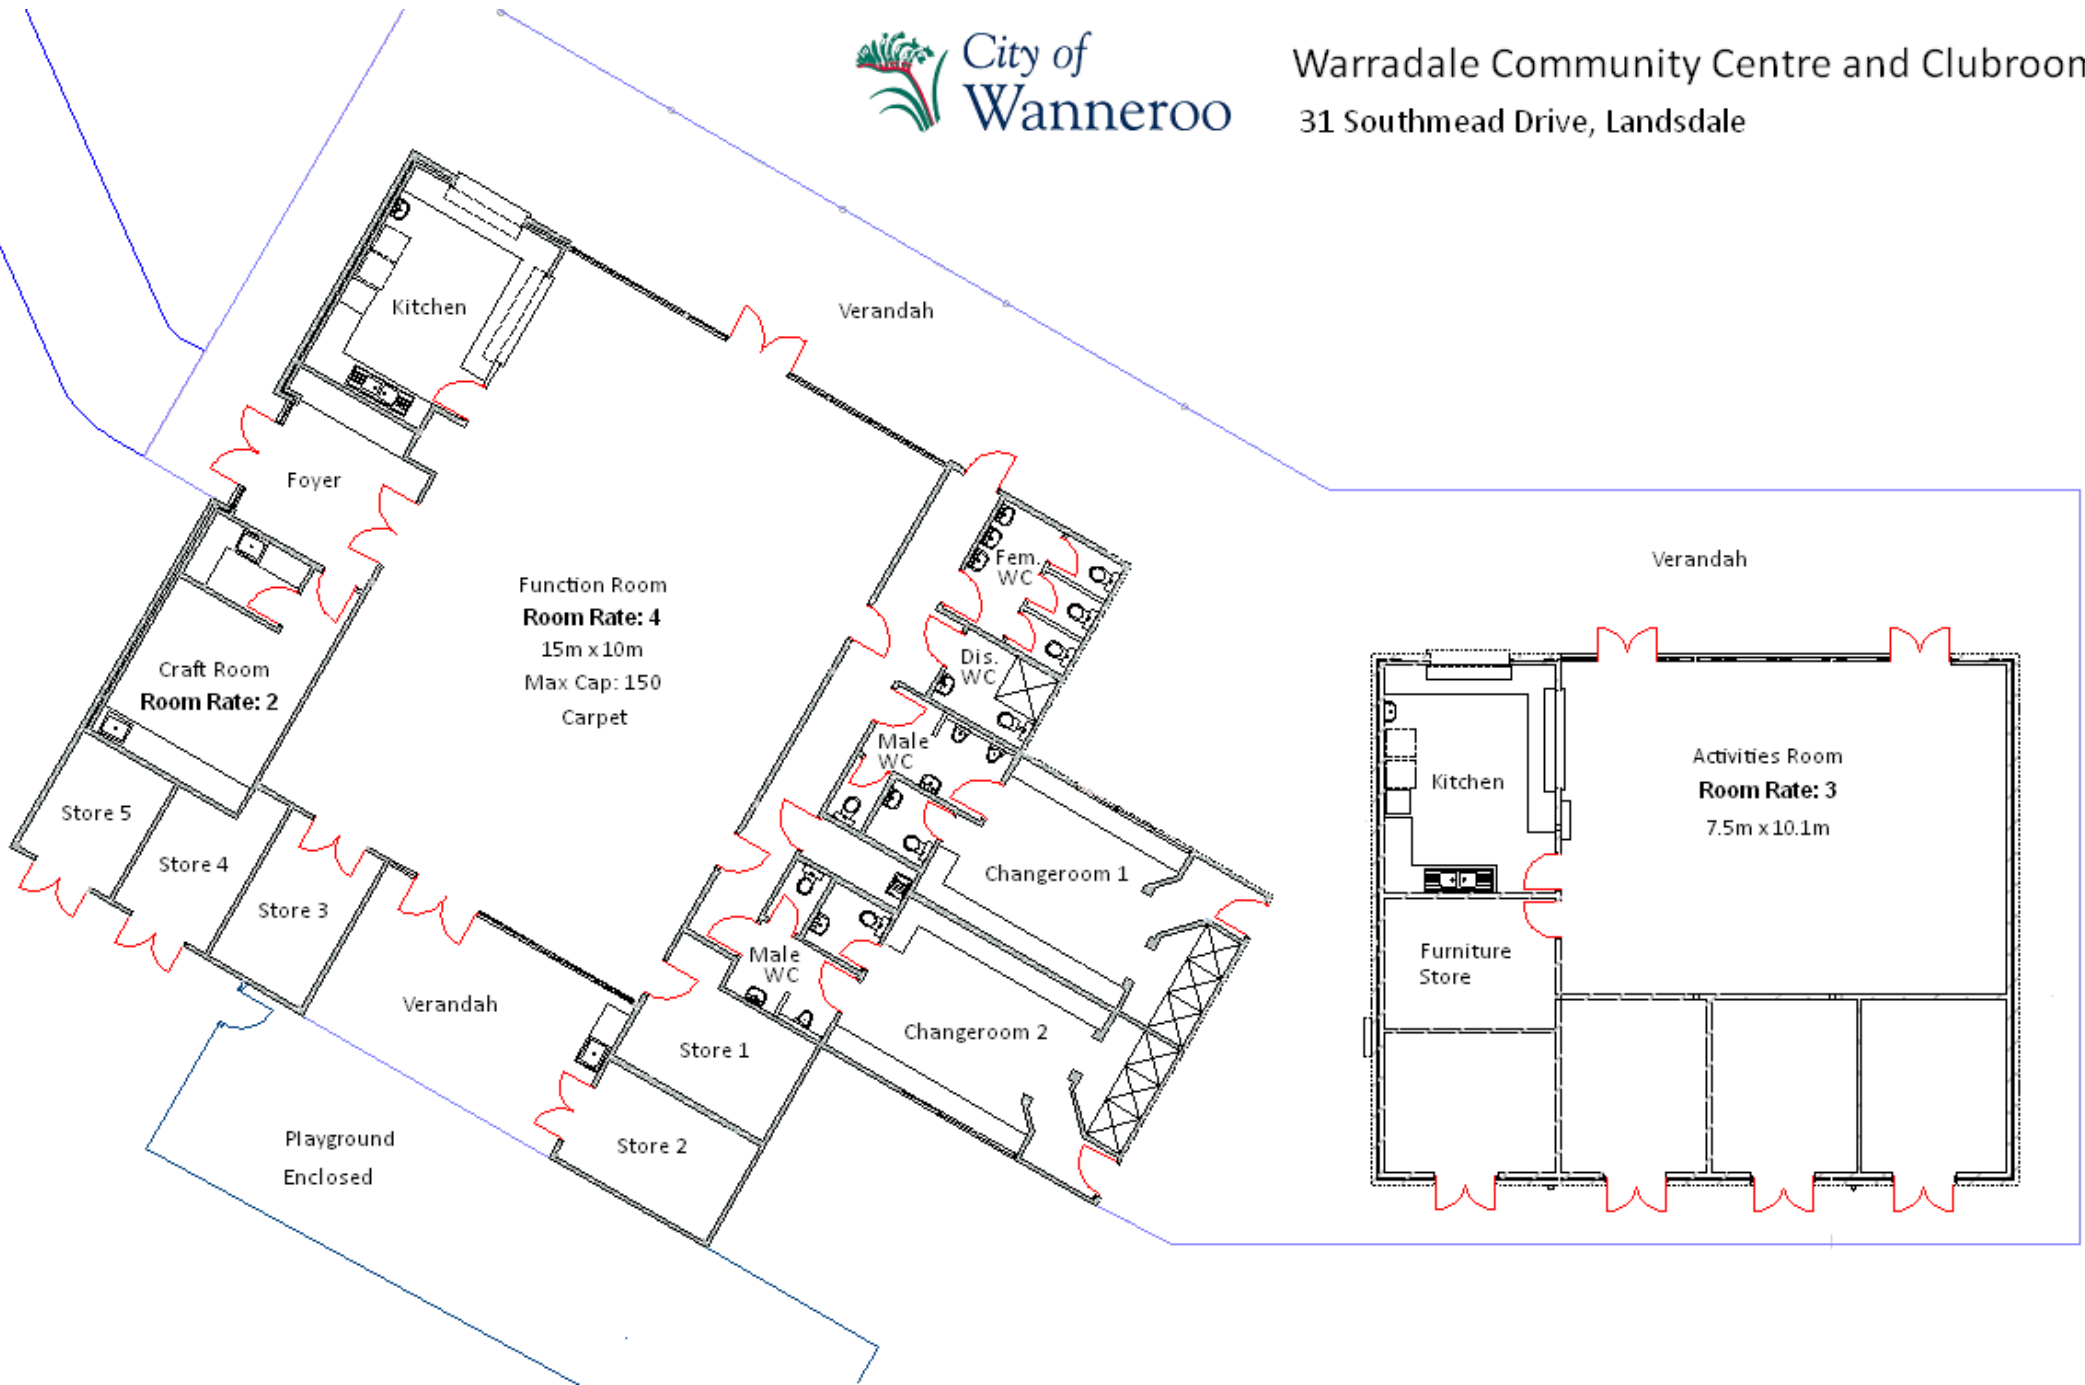 City of
Wanneroo
Warradale Community Centre and Clubroon
31 Southmead Drive, Landsdale
Kitchen
Verandah
Foyer
Function Room
Room Rate: 4
15m x 10m
Max Cap: 150
Carpet
Fem.
WC
Dis.
WC
Male
WC
Craft Room
Room Rate: 2
Store 5
Store 4
Store 3
Changeroom 1
Male
WC
Verandah
Changeroom 2
Store 1
Store 2
Playground
Enclosed
Verandah
Activities Room
Room Rate: 3
7.5m x 10.1m
Kitchen
Furniture
Store